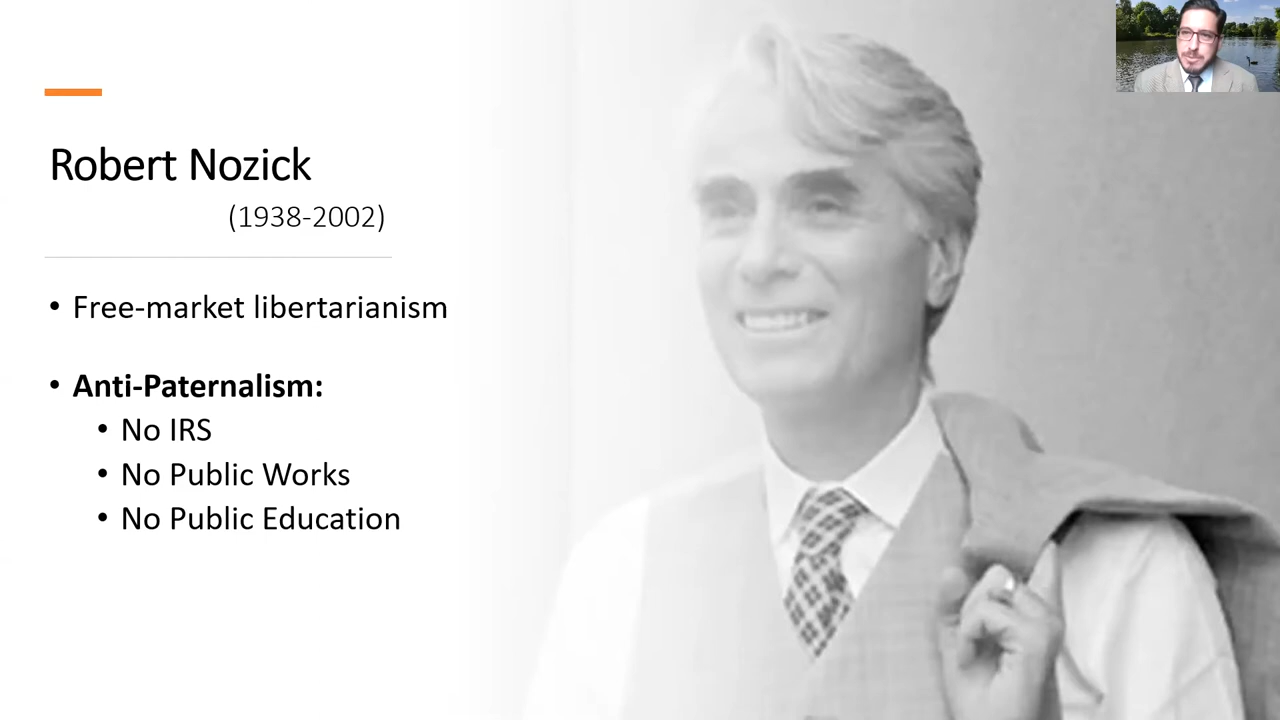 Robert Nozick
(1938-2002)
• Free-market libertarianism
• Anti-Paternalism:
• No IRS
• No Public Works
• No Public Education